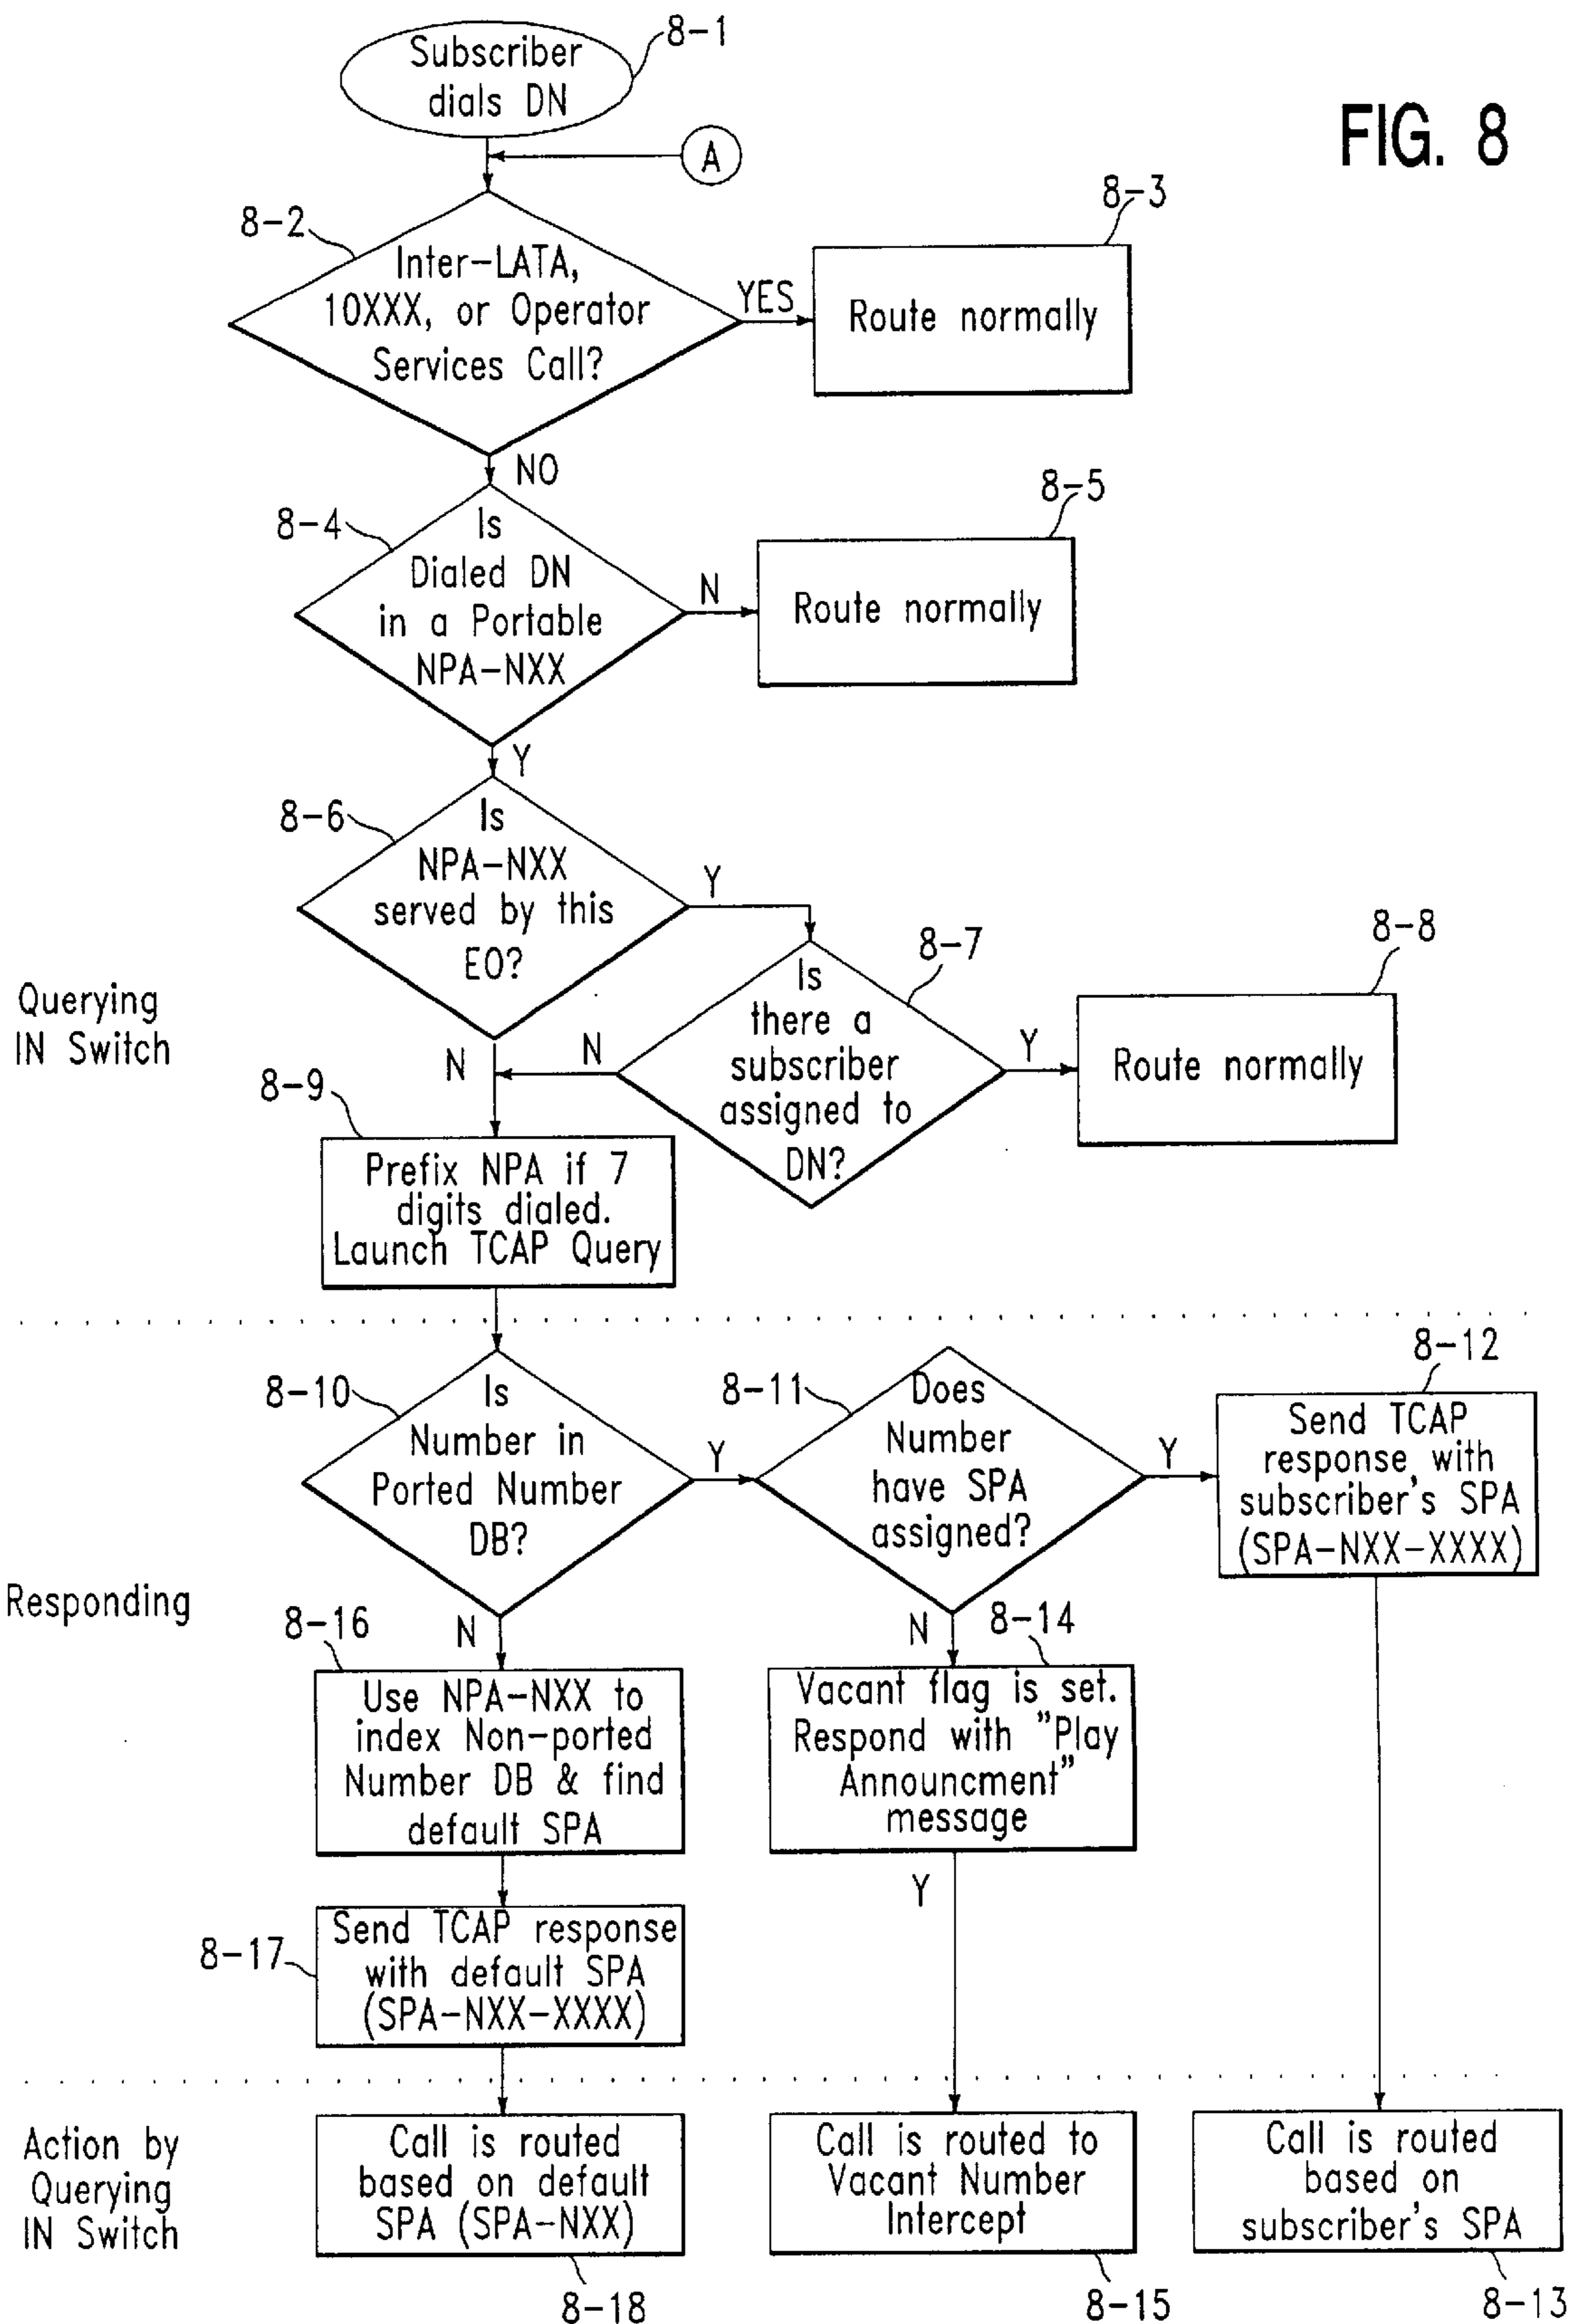 FIG. 8
8-1
Subscriber
dials DN
A
8-2
Inter-LATA,
10XXX, or Operator
Services Call?
YES
8-3
Route normally
NO
8-4
Is
Dialed DN
in a Portable
NPA-NXX
N
8-5
Route normally
Y
8-6
Is
NPA-NXX
served by this
EO?
Y
8-7
Is
there a
subscriber
assigned to
DN?
Y
8-8
Route normally
Querying
IN Switch
N
N
8-9
Prefix NPA if 7
digits dialed.
Launch TCAP Query
8-10
Is
Number in
Ported Number
DB?
Y
8-11
Does
Number
have SPA
assigned?
Y
8-12
Send TCAP
response with
subscriber's SPA
(SPA-NXX-XXXX)
Responding
N
8-16
Use NPA-NXX to
index Non-ported
Number DB & find
default SPA
N
8-14
Vacant flag is set.
Respond with "Play
Announcment"
message
Y
8-17
Send TCAP response
with default SPA
(SPA-NXX-XXXX)
Action by
Querying
IN Switch
Call is routed
based on default
SPA (SPA-NXX)
8-18
Call is routed to
Vacant Number
Intercept
8-15
Call is routed
based on
subscriber's SPA
8-13